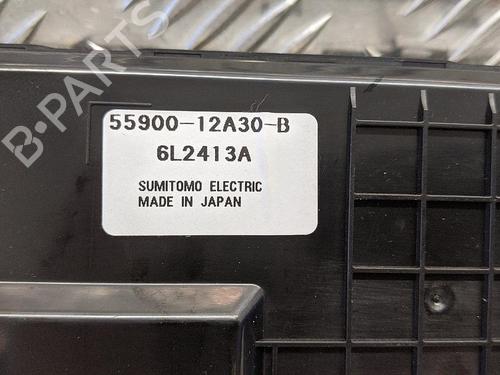 B-PARTS
55900-12A30-B
6L2413A
SUMITOMO ELECTRIC
MADE IN JAPAN